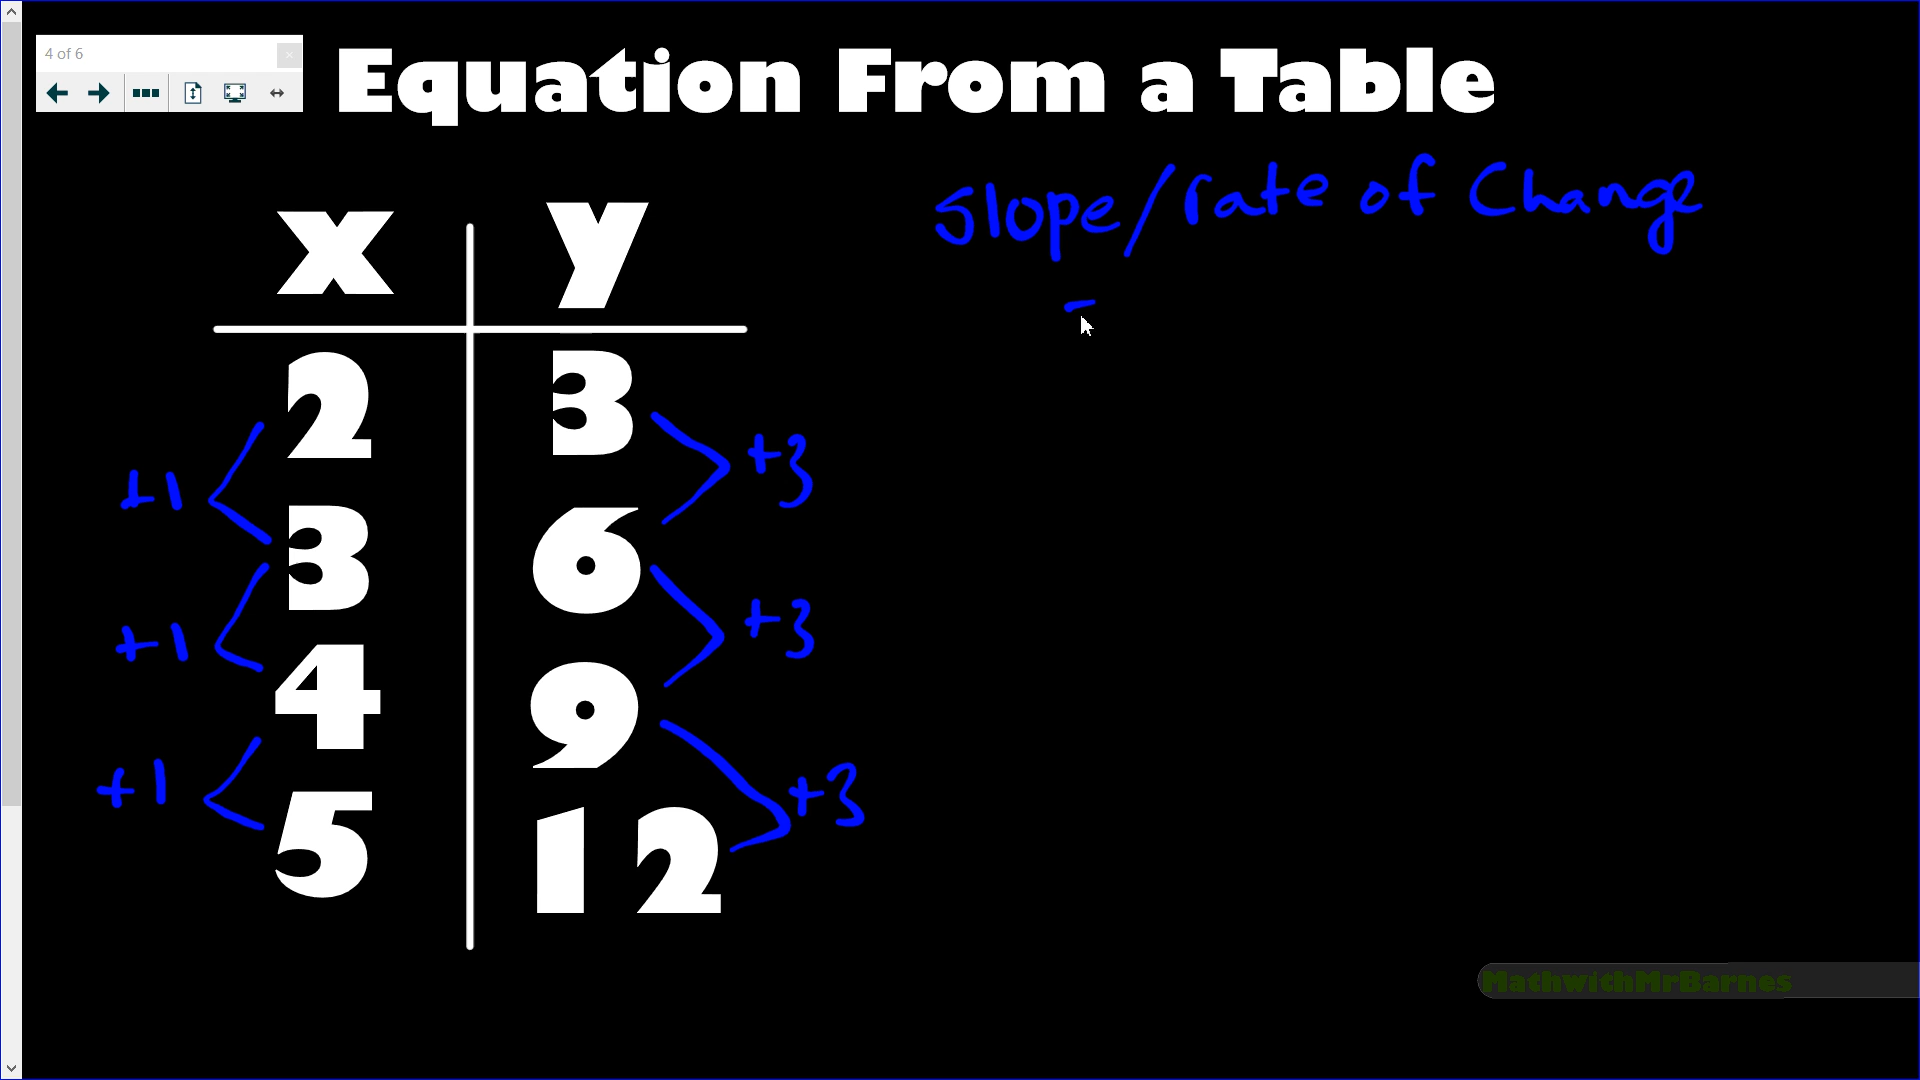 4 of 6
Equation From a Table
slope/rate of Change
x y
2 3
+1 +3
3 6
+1 +3
4 9
+1 +3
5 12
MathwithMrBarnes